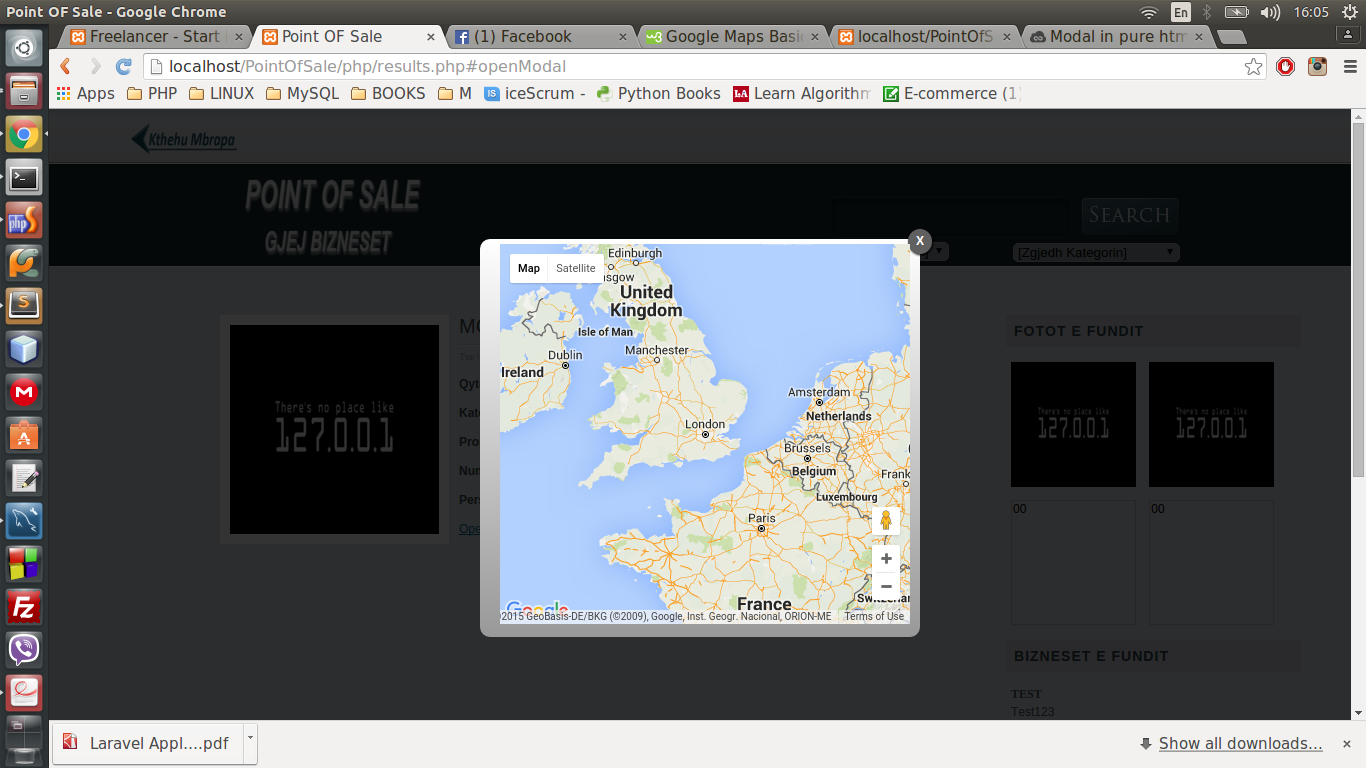 Point OF Sale - Google Chrome
En
16:05
Freelancer - Start
Point OF Sale
(1) Facebook
Google Maps Basi
localhost/PointOfS
Modal in pure htm
localhost/PointOfSale/php/results.php#openModal
Apps
PHP
LINUX
MySQL
BOOKS
M
iceScrum -
Python Books
Learn Algorithm
E-commerce (1)
Kthehu Mbrapa
POINT OF SALE
GJEJ BIZNESET
SEARCH
[Zgjedh Kategorin]
X
Map
Satellite
Edinburgh
sgow
United
Kingdom
Isle of Man
Dublin
Manchester
Ireland
Amsterdam
Netherlands
London
Brussels
Belgium
Frank
Luxembourg
Paris
France
Switzerlan
Google
2015 GeoBasis-DE/BKG (©2009), Google, Inst. Geogr. Nacional, ORION-ME
Terms of Use
There's no place like
127.0.0.1
Qyt
Kate
Pro
Num
Pers
Ope
FOTOT E FUNDIT
There's no place like
127.0.0.1
There's no place like
127.0.0.1
00
00
BIZNESET E FUNDIT
TEST
Test123
Laravel Appl....pdf
Show all downloads...